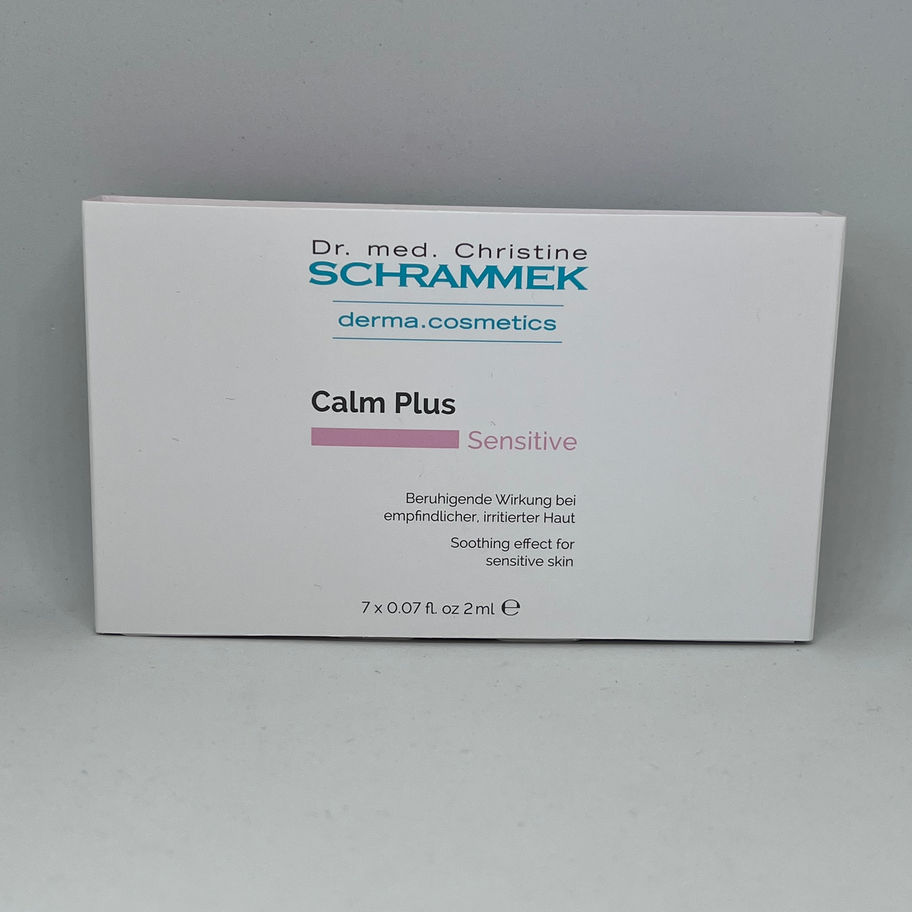 Dr. med. Christine
SCHRAMMEK
derma.cosmetics
Calm Plus
Sensitive
Beruhigende Wirkung bei
empfindlicher, irritierter Haut
Soothing effect for
sensitive skin
7 x 0.07 fl. oz 2 ml ℮